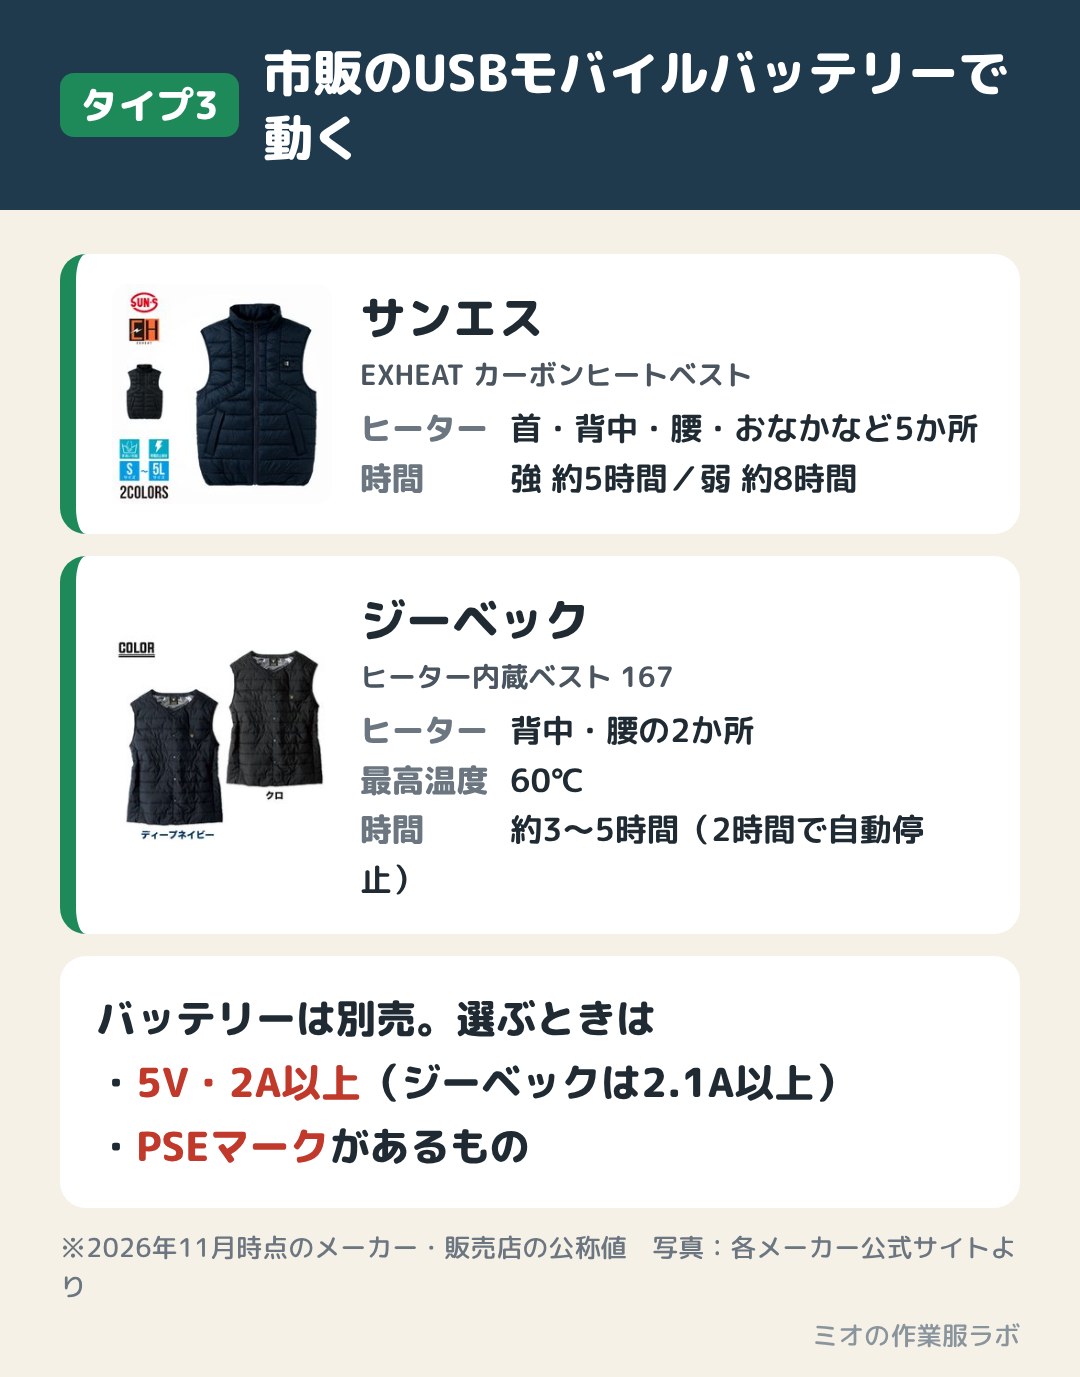 タイプ3
市販のUSBモバイルバッテリーで
動く
SUN-S
EH
EXHEAT
S ~ 5L
2COLORS
サンエス
EXHEAT カーボンヒートベスト
ヒーター 首・背中・腰・おなかなど5か所
時間 強 約5時間／弱 約8時間
COLOR
クロ
ディープネイビー
ジーベック
ヒーター内蔵ベスト 167
ヒーター 背中・腰の2か所
最高温度 60℃
時間 約3〜5時間（2時間で自動停
止）
バッテリーは別売。選ぶときは
・5V・2A以上（ジーベックは2.1A以上）
・PSEマークがあるもの
※2026年11月時点のメーカー・販売店の公称値　写真：各メーカー公式サイトよ
り
ミオの作業服ラボ